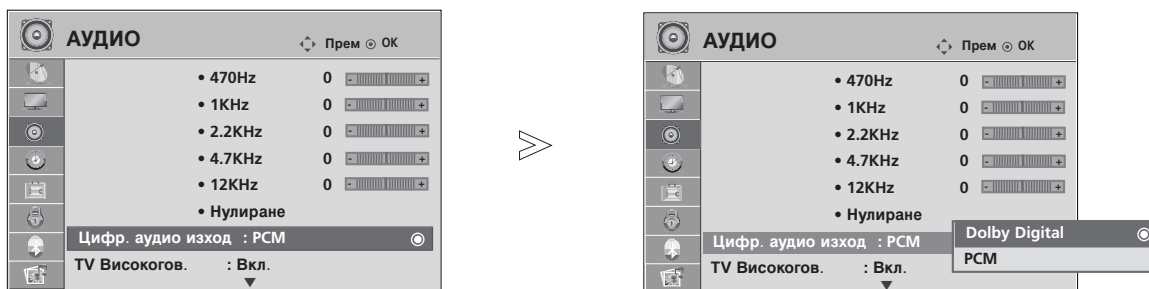 АУДИО Прем ⊙ OK
• 470Hz 0 - +
• 1KHz 0 - +
• 2.2KHz 0 - +
• 4.7KHz 0 - +
• 12KHz 0 - +
• Нулиране
Цифр. аудио изход : PCM
TV Високогов. : Вкл.
АУДИО Прем ⊙ OK
• 470Hz 0 - +
• 1KHz 0 - +
• 2.2KHz 0 - +
• 4.7KHz 0 - +
• 12KHz 0 - +
• Нулиране
Цифр. аудио изход : PCM
TV Високогов. : Вкл.
Dolby Digital
PCM